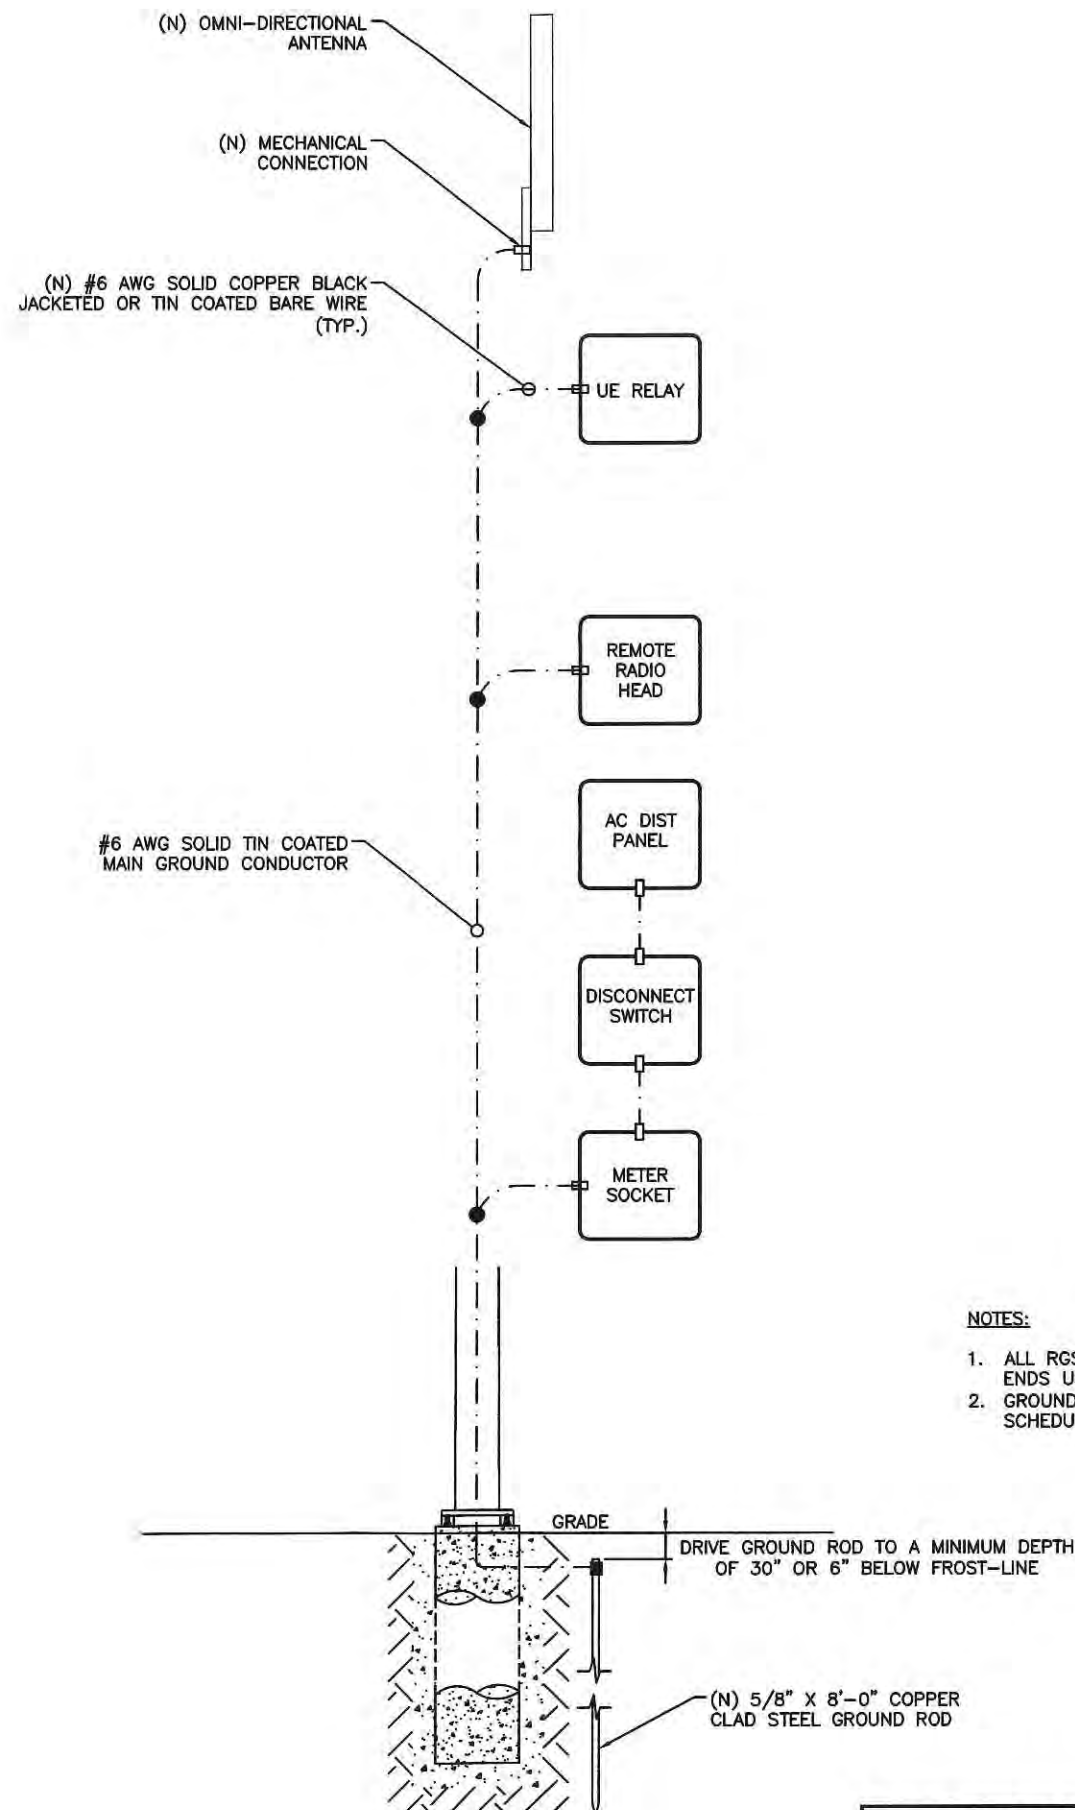 (N) OMNI-DIRECTIONAL
ANTENNA
(N) MECHANICAL
CONNECTION
(N) #6 AWG SOLID COPPER BLACK
JACKETED OR TIN COATED BARE WIRE
(TYP.)
UE RELAY
REMOTE
RADIO
HEAD
AC DIST
PANEL
#6 AWG SOLID TIN COATED
MAIN GROUND CONDUCTOR
DISCONNECT
SWITCH
METER
SOCKET
NOTES:
1. ALL RGS
ENDS U
2. GROUND
SCHEDU
GRADE
DRIVE GROUND ROD TO A MINIMUM DEPTH
OF 30" OR 6" BELOW FROST-LINE
(N) 5/8" X 8'-0" COPPER
CLAD STEEL GROUND ROD